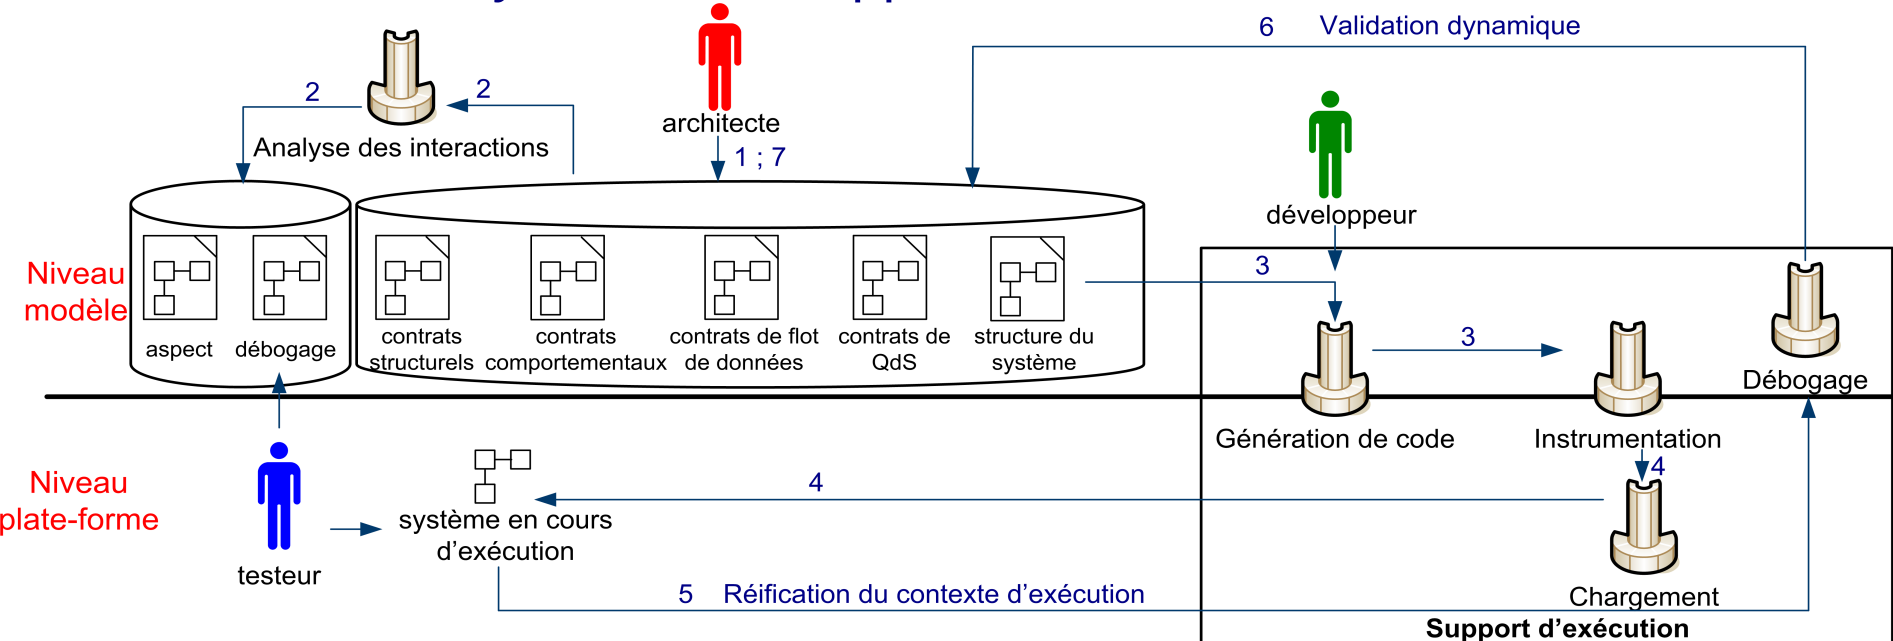 6 Validation dynamique
2
2
architecte
1 ; 7
Analyse des interactions
développeur
3
Niveau
modèle
aspect
débogage
contrats
structurels
contrats
comportementaux
contrats de flot
de données
contrats de
QdS
structure du
système
3
Débogage
Génération de code
Instrumentation
4
Niveau
plate-forme
4
système en cours
d'exécution
testeur
5 Réification du contexte d'exécution
Chargement
Support d'exécution